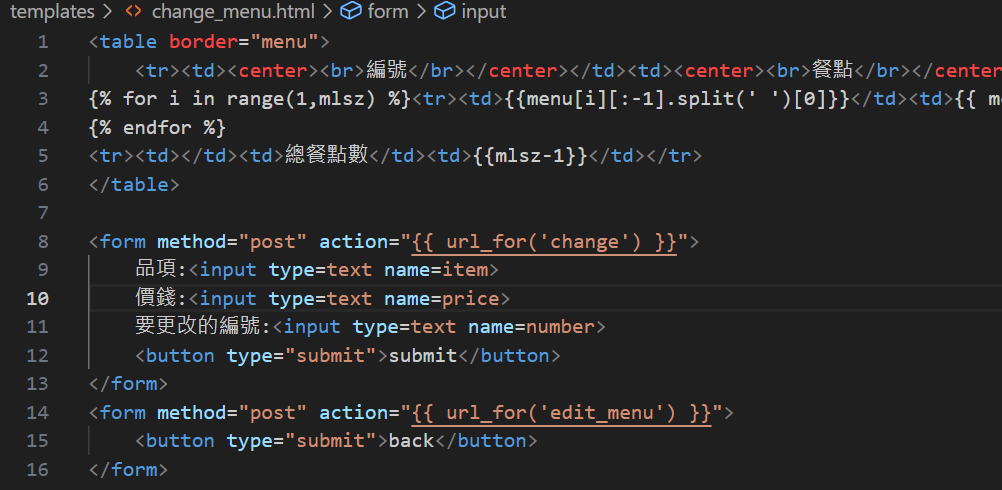 templates > change_menu.html > form > input
1 <table border="menu">
2 <tr><td><center><br>編號</br></center></td><td><center><br>餐點</br></center
3 {% for i in range(1,mlsz) %}<tr><td>{{menu[i][:-1].split(' ')[0]}}</td><td>{{
4 {% endfor %}
5 <tr><td></td><td>總餐點數</td><td>{{mlsz-1}}</td></tr>
6 </table>
7
8 <form method="post" action="{{ url_for('change') }}">
9 品項:<input type=text name=item>
10 價錢:<input type=text name=price>
11 要更改的編號:<input type=text name=number>
12 <button type="submit">submit</button>
13 </form>
14 <form method="post" action="{{ url_for('edit_menu') }}">
15 <button type="submit">back</button>
16 </form>